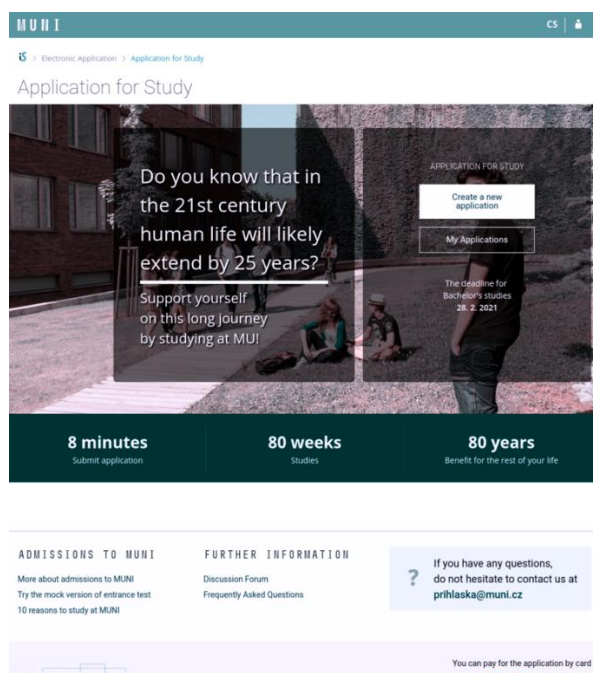 MUNI
CS
is > Electronic Application > Application for Study
Application for Study
Do you know that in
the 21st century
human life will likely
extend by 25 years?
Support yourself
on this long journey
by studying at MU!
APPLICATION FOR STUDY
Create a new
application
My Applications
The deadline for
Bachelor's studies
28. 2. 2021
8 minutes
Submit application
80 weeks
Studies
80 years
Benefit for the rest of your life
ADMISSIONS TO MUNI
More about admissions to MUNI
Try the mock version of entrance test
10 reasons to study at MUNI
FURTHER INFORMATION
Discussion Forum
Frequently Asked Questions
?
If you have any questions,
do not hesitate to contact us at
prihlaska@muni.cz
You can pay for the application by card